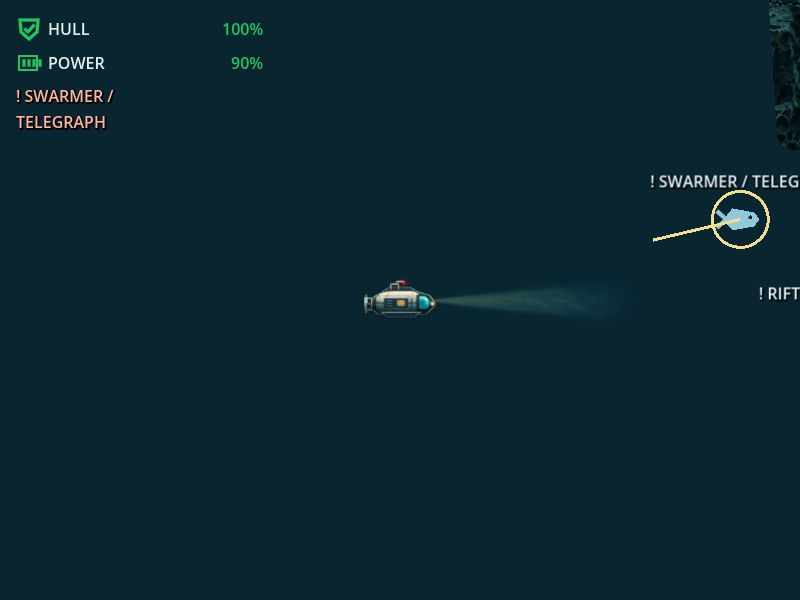 HULL 100%
POWER 90%
! SWARMER /
TELEGRAPH
! SWARMER / TELEG
! RIFT